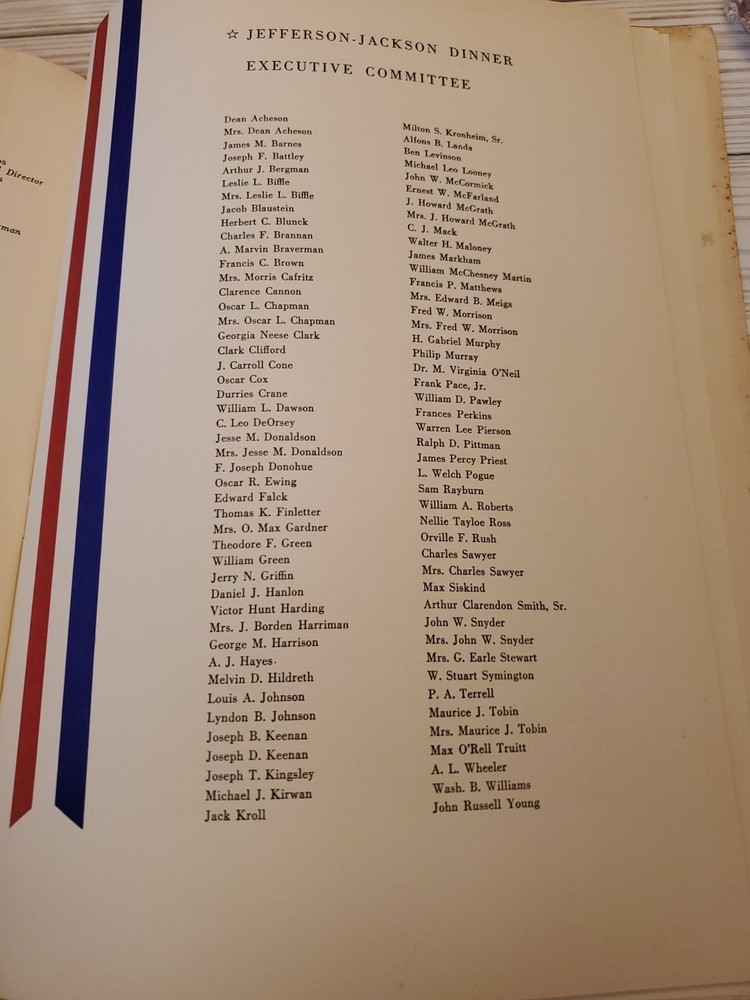 os
Director
s
man
☆ JEFFERSON-JACKSON DINNER
EXECUTIVE COMMITTEE
Dean Acheson
Mrs. Dean Acheson
James M. Barnes
Joseph F. Battley
Arthur J. Bergman
Leslie L. Biffle
Mrs. Leslie L. Biffle
Jacob Blaustein
Herbert C. Blunck
Charles F. Brannan
A. Marvin Braverman
Francis C. Brown
Mrs. Morris Cafritz
Clarence Cannon
Oscar L. Chapman
Mrs. Oscar L. Chapman
Georgia Neese Clark
Clark Clifford
J. Carroll Cone
Oscar Cox
Durries Crane
William L. Dawson
C. Leo DeOrsey
Jesse M. Donaldson
Mrs. Jesse M. Donaldson
F. Joseph Donohue
Oscar R. Ewing
Edward Falck
Thomas K. Finletter
Mrs. O. Max Gardner
Theodore F. Green
William Green
Jerry N. Griffin
Daniel J. Hanlon
Victor Hunt Harding
Mrs. J. Borden Harriman
George M. Harrison
A. J. Hayes
Melvin D. Hildreth
Louis A. Johnson
Lyndon B. Johnson
Joseph B. Keenan
Joseph D. Keenan
Joseph T. Kingsley
Michael J. Kirwan
Jack Kroll
Milton S. Kronheim, Sr.
Alfons B. Landa
Ben Levinson
Michael Leo Looney
John W. McCormick
Ernest W. McFarland
J. Howard McGrath
Mrs. J. Howard McGrath
C. J. Mack
Walter H. Maloney
James Markham
William McChesney Martin
Francis P. Matthews
Mrs. Edward B. Meigs
Fred W. Morrison
Mrs. Fred W. Morrison
H. Gabriel Murphy
Philip Murray
Dr. M. Virginia O'Neil
Frank Pace, Jr.
William D. Pawley
Frances Perkins
Warren Lee Pierson
Ralph D. Pittman
James Percy Priest
L. Welch Pogue
Sam Rayburn
William A. Roberts
Nellie Tayloe Ross
Orville F. Rush
Charles Sawyer
Mrs. Charles Sawyer
Max Siskind
Arthur Clarendon Smith, Sr.
John W. Snyder
Mrs. John W. Snyder
Mrs. G. Earle Stewart
W. Stuart Symington
P. A. Terrell
Maurice J. Tobin
Mrs. Maurice J. Tobin
Max O'Rell Truitt
A. L. Wheeler
Wash. B. Williams
John Russell Young